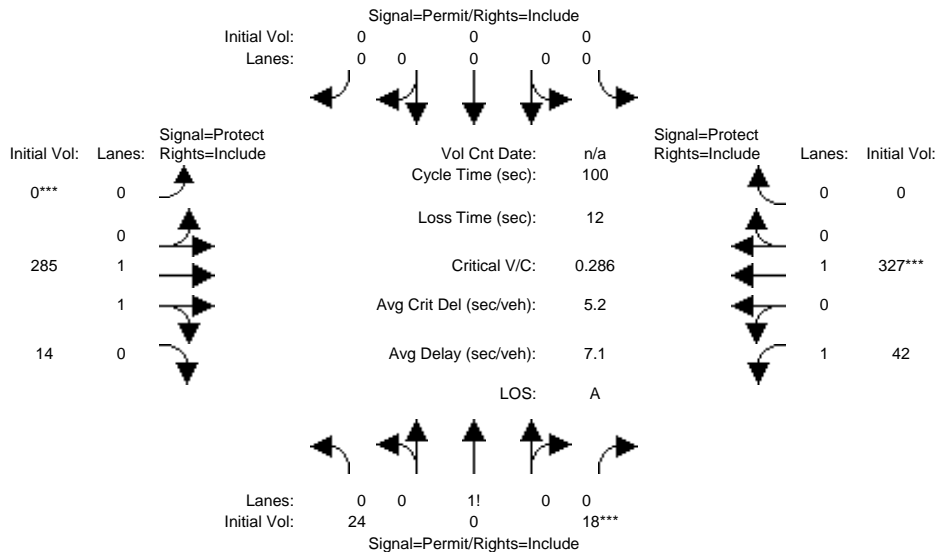 Signal=Permit/Rights=Include
Initial Vol: 0 0 0
Lanes: 0 0 0 0 0
Signal=Protect Signal=Protect
Initial Vol: Lanes: Rights=Include Vol Cnt Date: n/a Rights=Include Lanes: Initial Vol:
Cycle Time (sec): 100
0*** 0 0 0
Loss Time (sec): 12
0 0
285 1 Critical V/C: 0.286 1 327***
1 Avg Crit Del (sec/veh): 5.2 0
14 0 Avg Delay (sec/veh): 7.1 1 42
LOS: A
Lanes: 0 0 1! 0 0
Initial Vol: 24 0 18***
Signal=Permit/Rights=Include